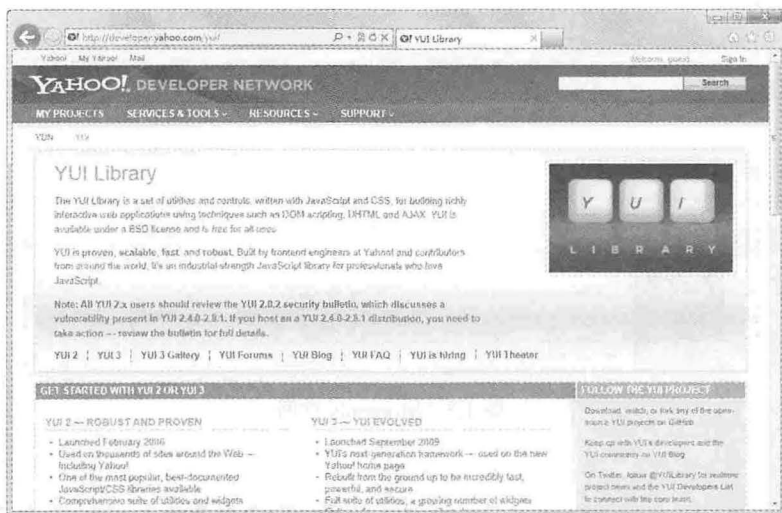 http://developer.yahoo.com/yui/
YUI Library
Yahoo! My Yahoo! Mail
Welcome, guest Sign In
YAHOO! DEVELOPER NETWORK
Search
MY PROJECTS SERVICES & TOOLS RESOURCES SUPPORT
YDN YUI
YUI Library
The YUI Library is a set of utilities and controls, written with JavaScript and CSS, for building richly
interactive web applications using techniques such as DOM scripting, DHTML and AJAX. YUI is
available under a BSD license and is free for all uses.
YUI is proven, scalable, fast, and robust. Built by frontend engineers at Yahoo! and contributors
from around the world, it's an industrial-strength JavaScript library for professionals who love
JavaScript.
Note: All YUI 2.x users should review the YUI 2.8.2 security bulletin, which discusses a
vulnerability present in YUI 2.4.0-2.8.1. If you host an a YUI 2.4.0-2.8.1 distribution, you need to
take action — review the bulletin for full details.
YUI 2 ¦ YUI 3 ¦ YUI 3 Gallery ¦ YUI Forums ¦ YUI Blog ¦ YUI FAQ ¦ YUI is hiring ¦ YUI Theater
Y U I
LIBRARY
GET STARTED WITH YUI 2 OR YUI 3
YUI 2 — ROBUST AND PROVEN
• Launched February 2006
• Used on thousands of sites around the Web —
including Yahoo!
• One of the most popular, best-documented
JavaScript/CSS libraries available
• Comprehensive suite of utilities and widgets
YUI 3 — YUI EVOLVED
• Launched September 2009
• YUI's next-generation framework — used on the new
Yahoo! home page
• Rebuilt from the ground up to be incredibly fast,
powerful, and secure
• Full suite of utilities, a growing number of widgets
FOLLOW THE YUI PROJECT
Download, watch, or fork any of the open-
source YUI projects on GitHub
Keep up with YUI's developers and the
YUI community on YUI Blog
On Twitter, follow @YUILibrary for realtime
project news and the YUI Developers List
to connect with the core team.